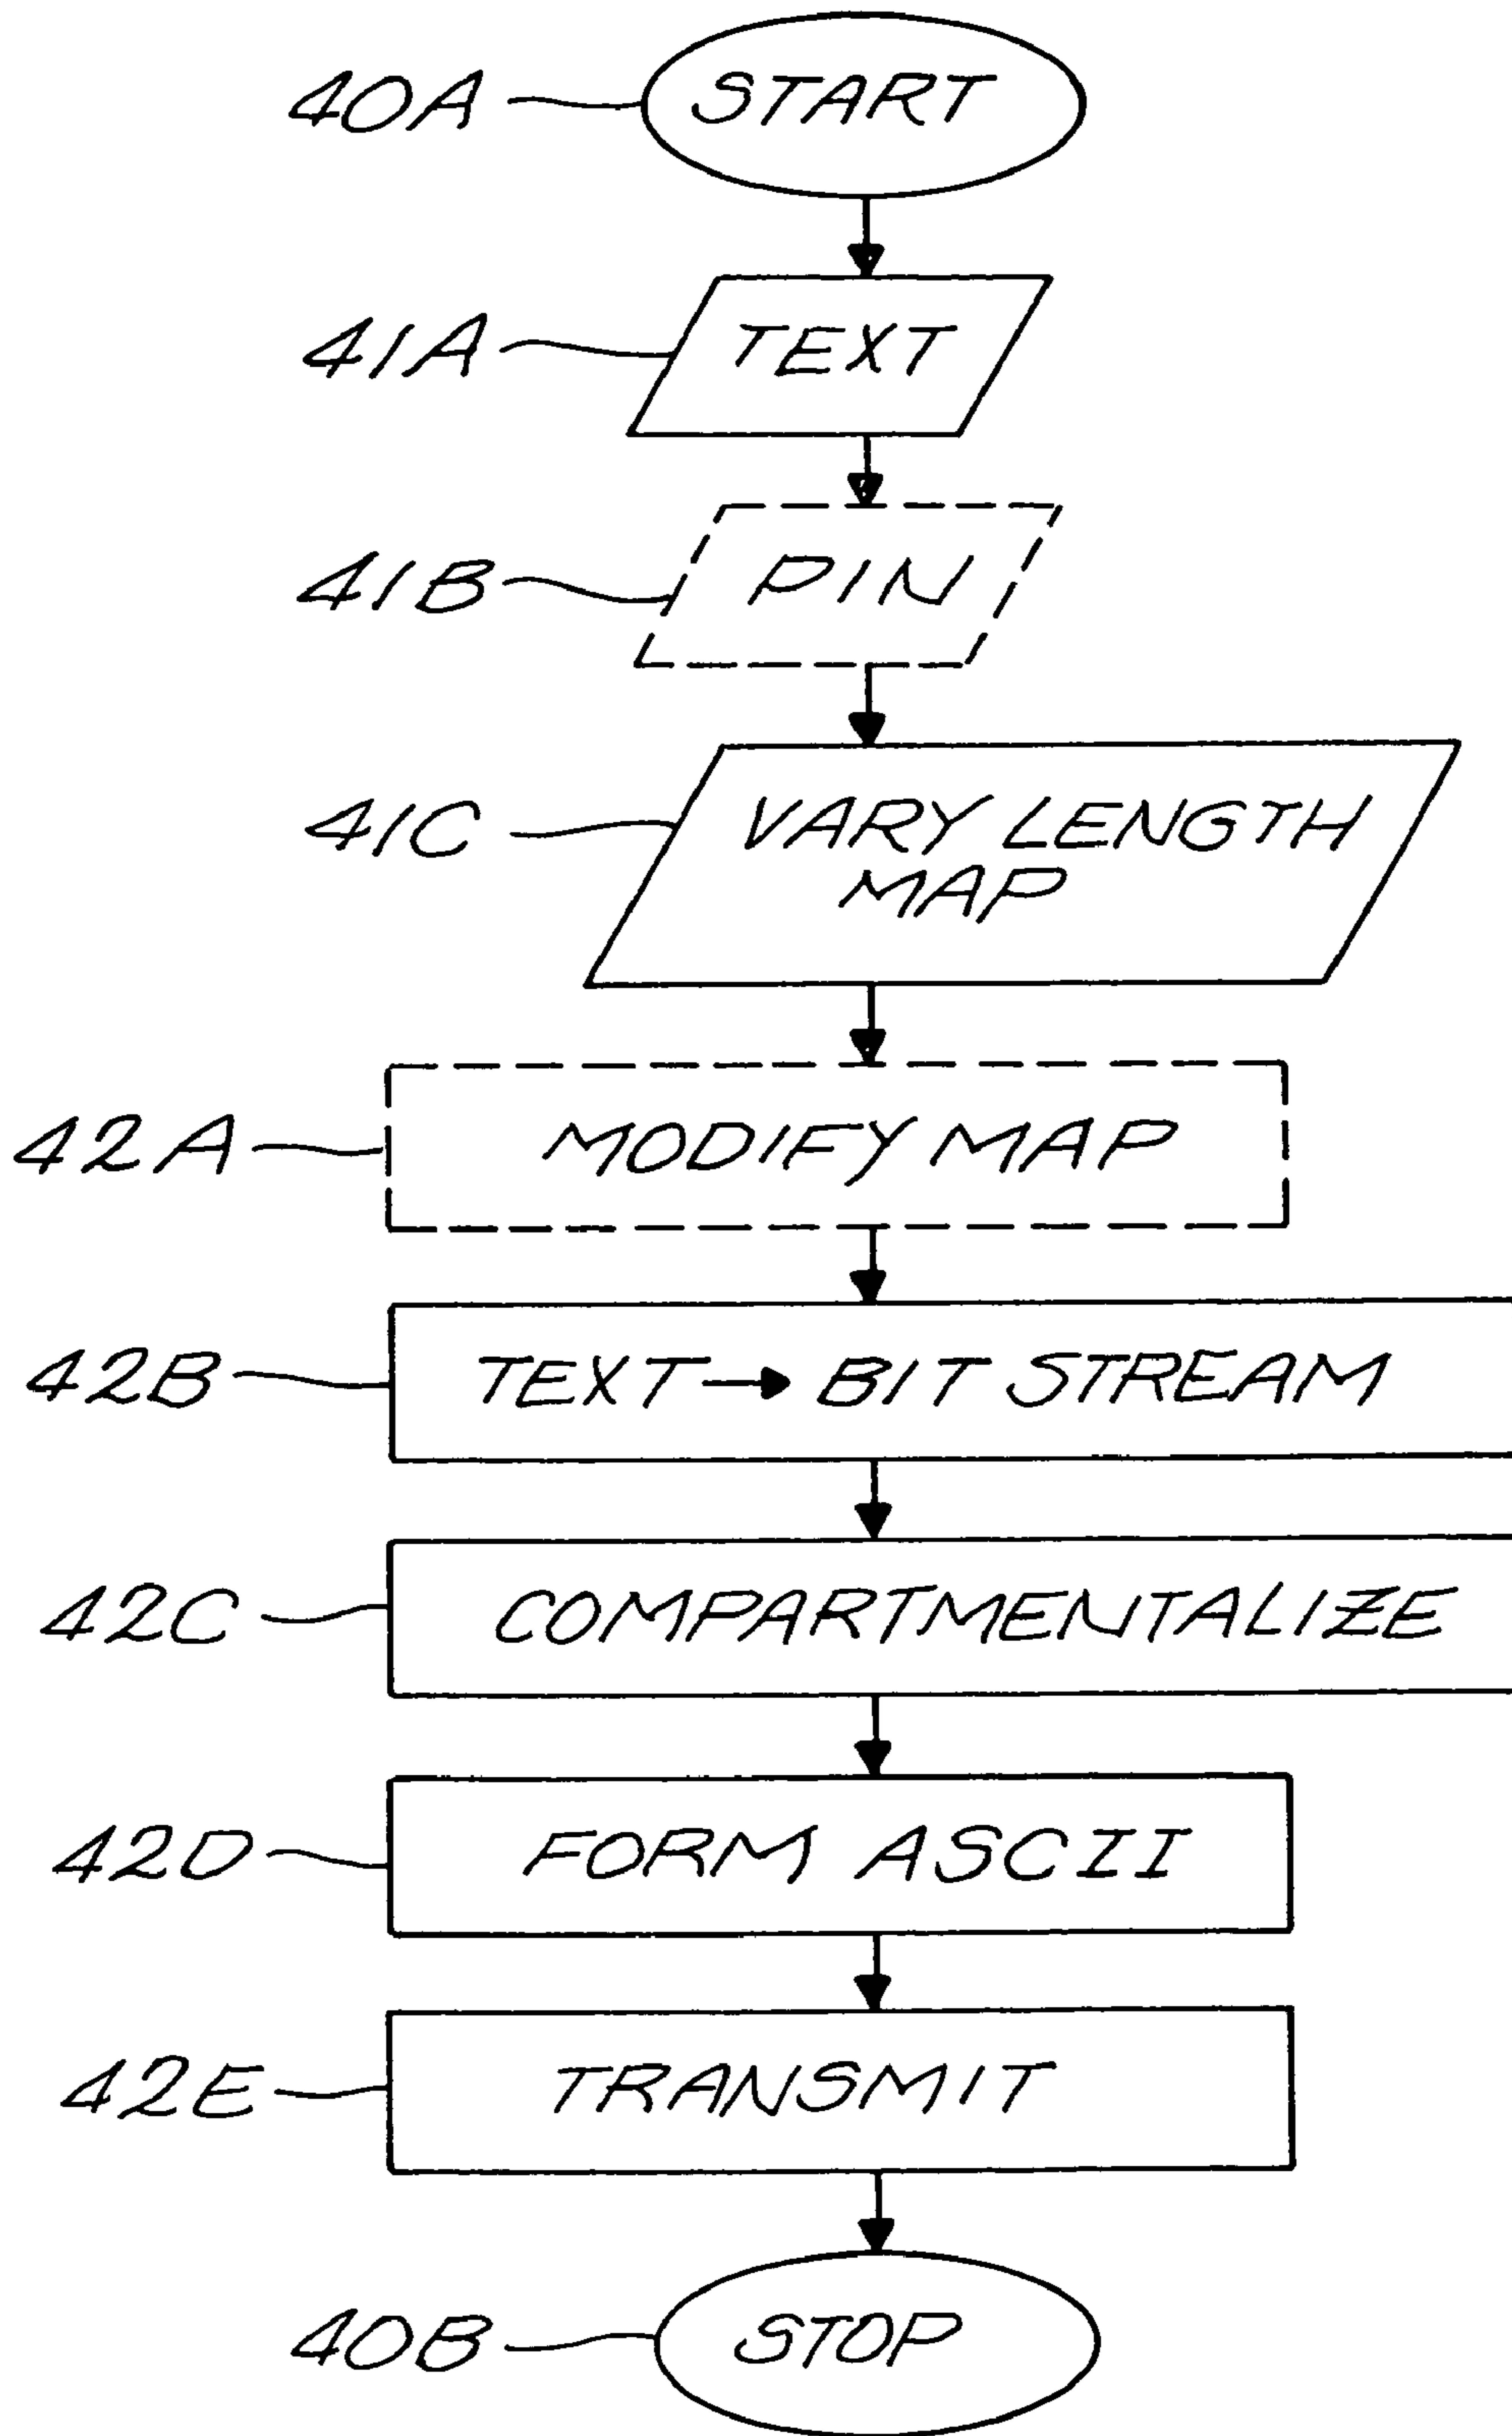 40A START
41A TEXT
41B PIN
41C VARY LENGTH
MAP
42A MODIFY MAP
42B TEXT → BIT STREAM
42C COMPARTMENTALIZE
42D FORM ASCII
42E TRANSMIT
40B STOP